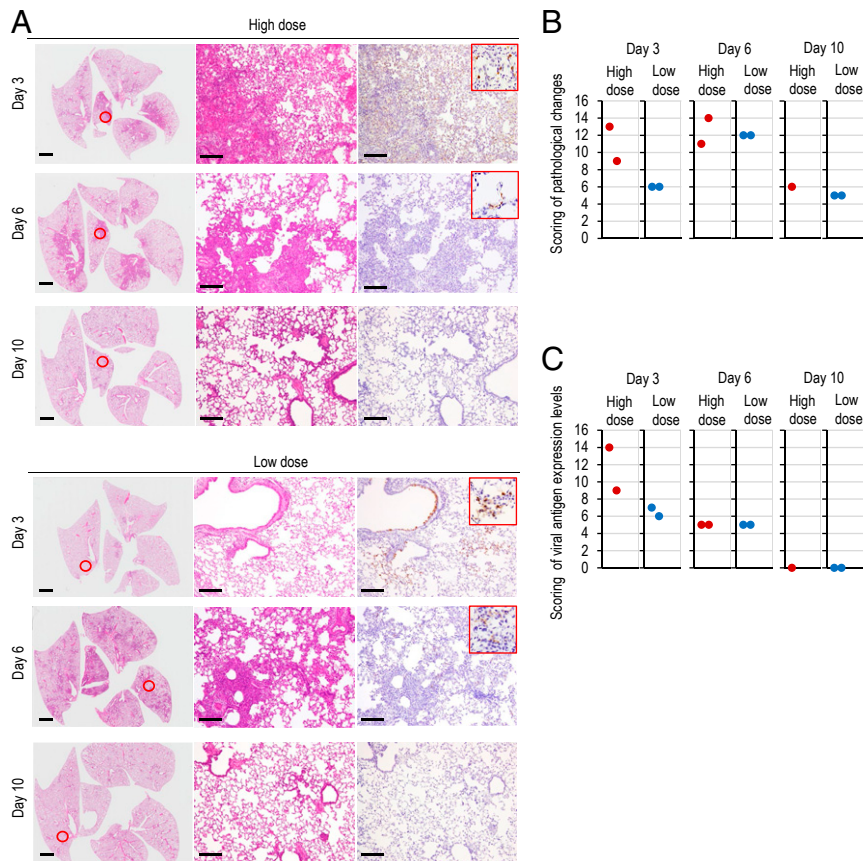 A
High dose
Day 3
Day 6
Day 10
Low dose
Day 3
Day 6
Day 10
B
Day 3 Day 6 Day 10
High dose Low dose High dose Low dose High dose Low dose
Scoring of pathological changes
16
14
12
10
8
6
4
2
0
C
Day 3 Day 6 Day 10
High dose Low dose High dose Low dose High dose Low dose
Scoring of viral antigen expression levels
16
14
12
10
8
6
4
2
0